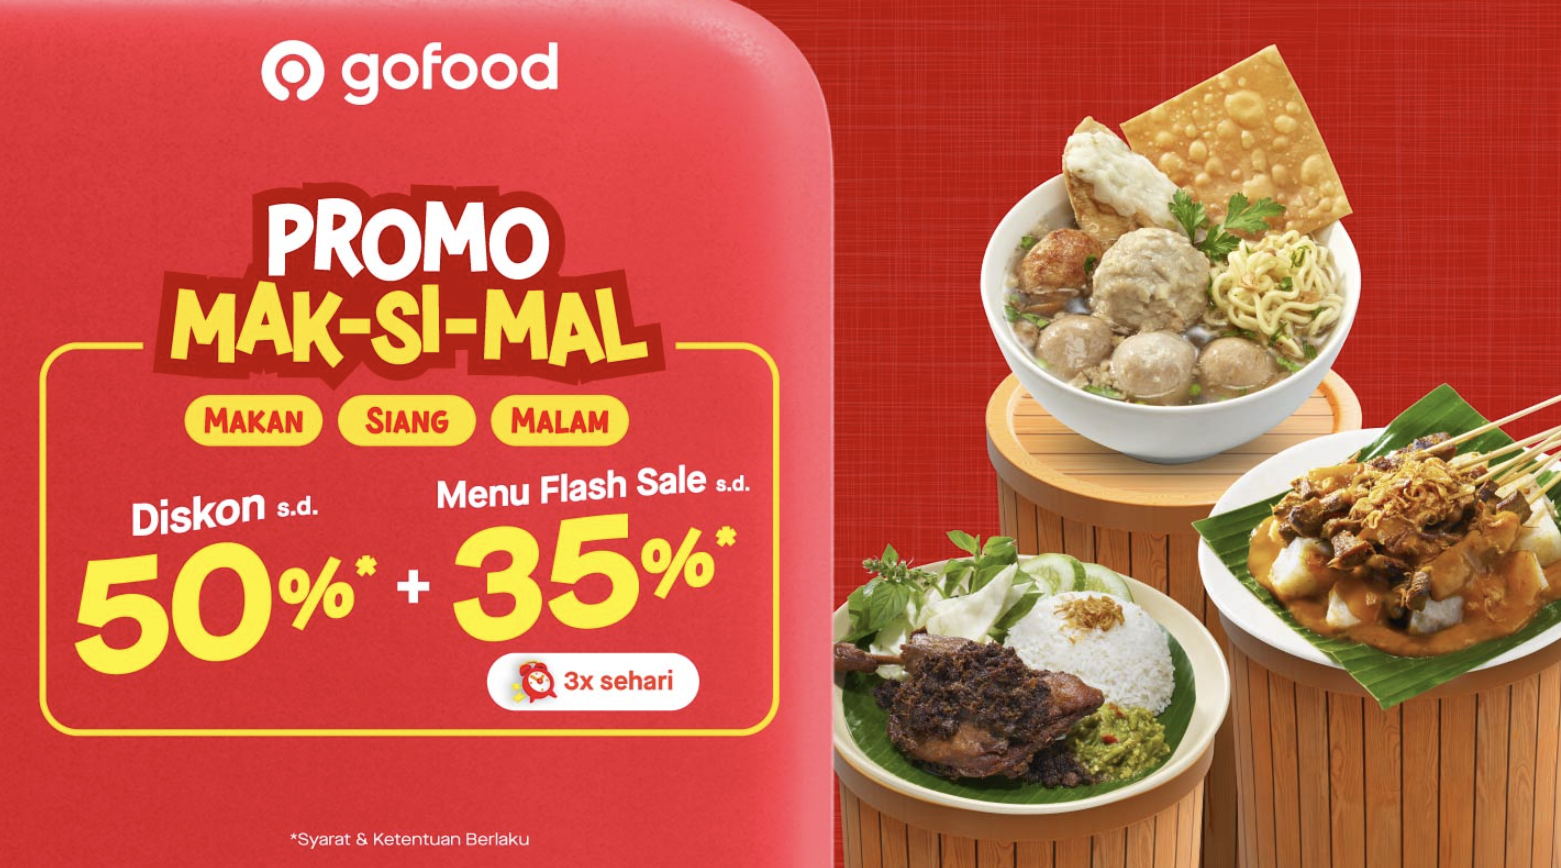 gofood
PROMO
MAK-SI-MAL
MAKAN SIANG MALAM
Diskon s.d.
50%*
+
Menu Flash Sale s.d.
35%*
3x sehari
*Syarat & Ketentuan Berlaku